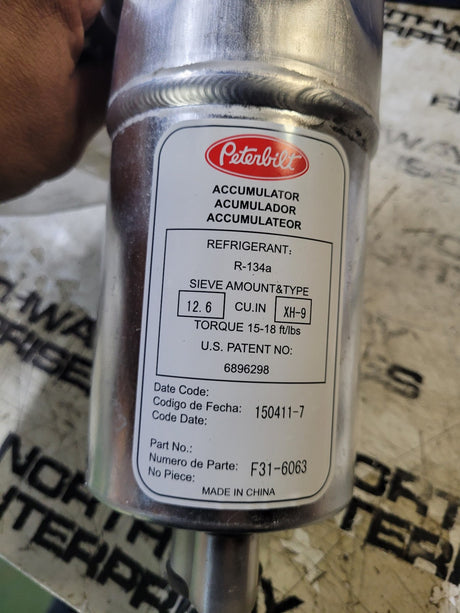 Peterbilt
ACCUMULATOR
ACUMULADOR
ACCUMULATEOR
REFRIGERANT:
R-134a
SIEVE AMOUNT&TYPE
12.6 CU.IN XH-9
TORQUE 15-18 ft/lbs
U.S. PATENT NO:
6896298
Date Code:
Codigo de Fecha: 150411-7
Code Date:
Part No.:
Numero de Parte: F31-6063
No Piece:
MADE IN CHINA
NORTH